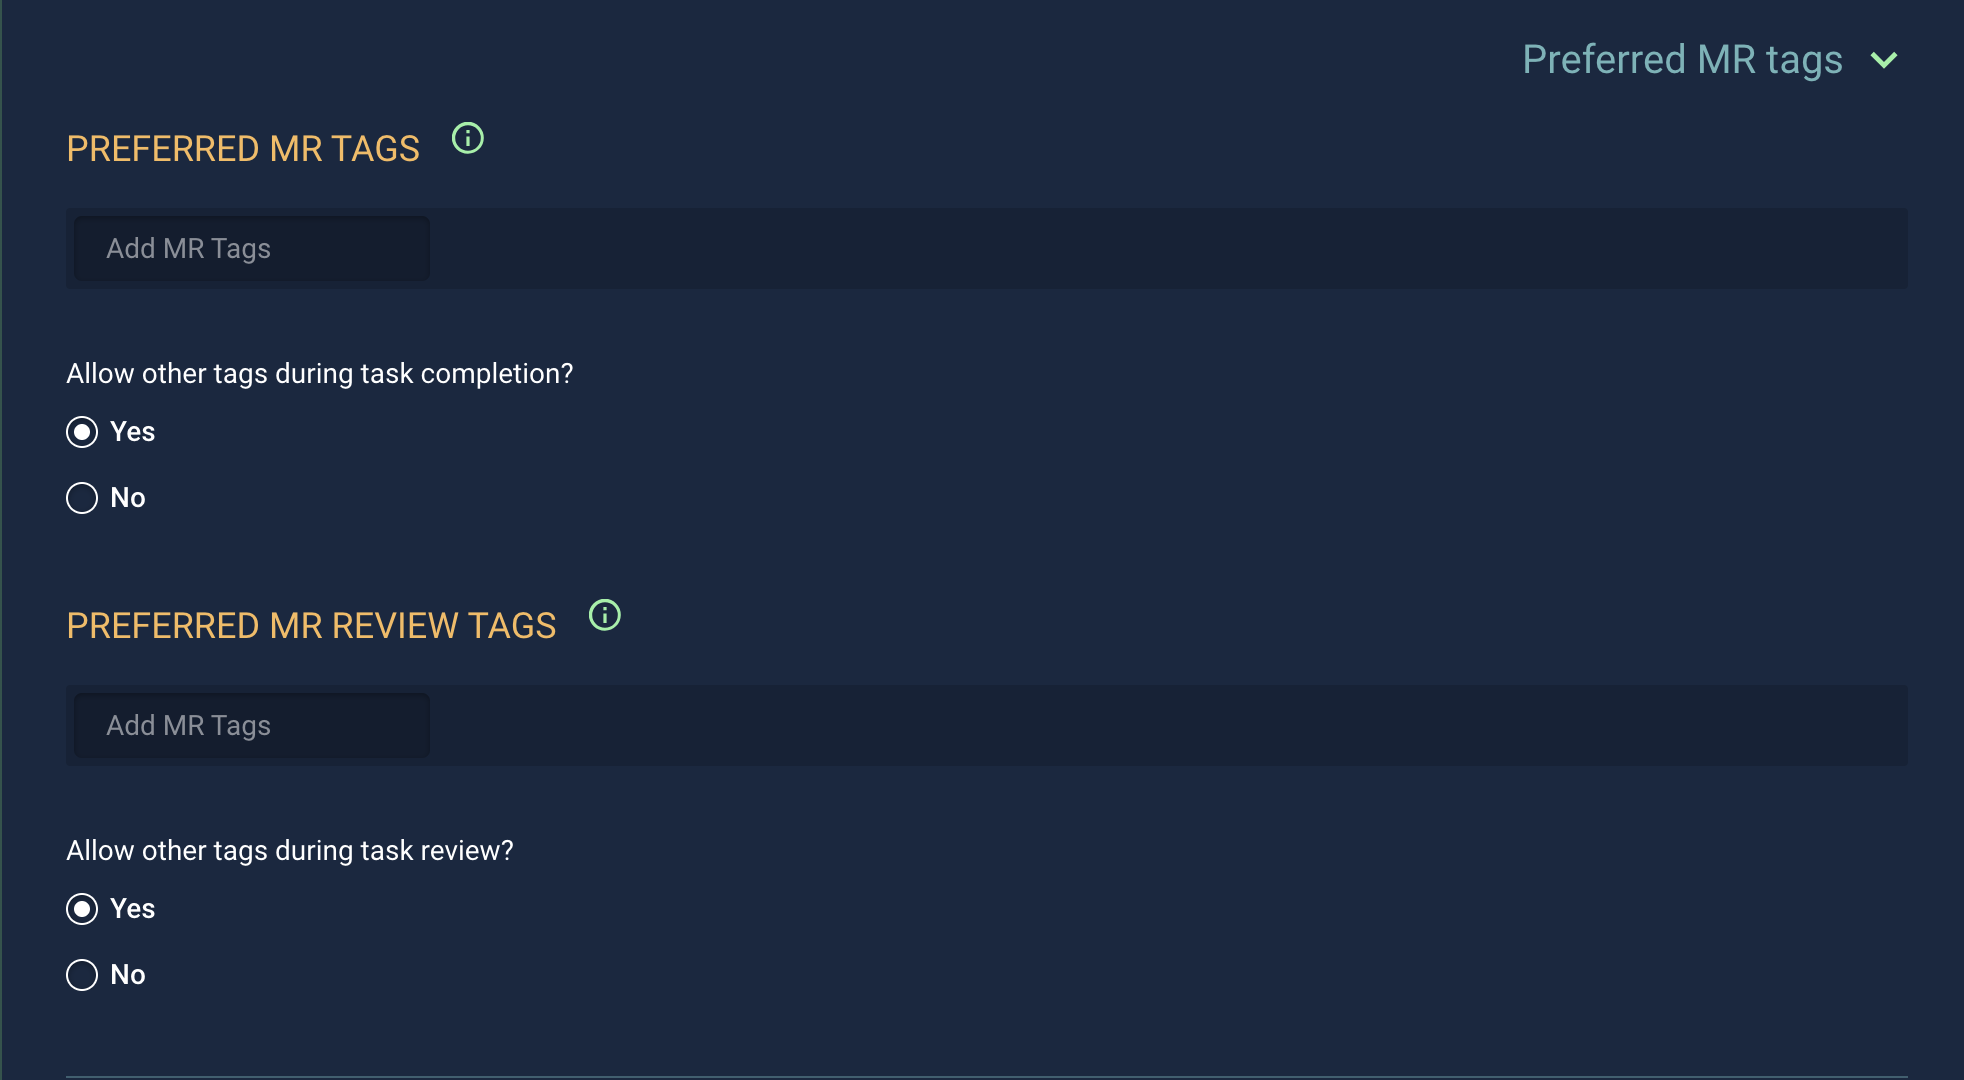 Preferred MR tags
PREFERRED MR TAGS
Add MR Tags
Allow other tags during task completion?
Yes
No
PREFERRED MR REVIEW TAGS
Add MR Tags
Allow other tags during task review?
Yes
No